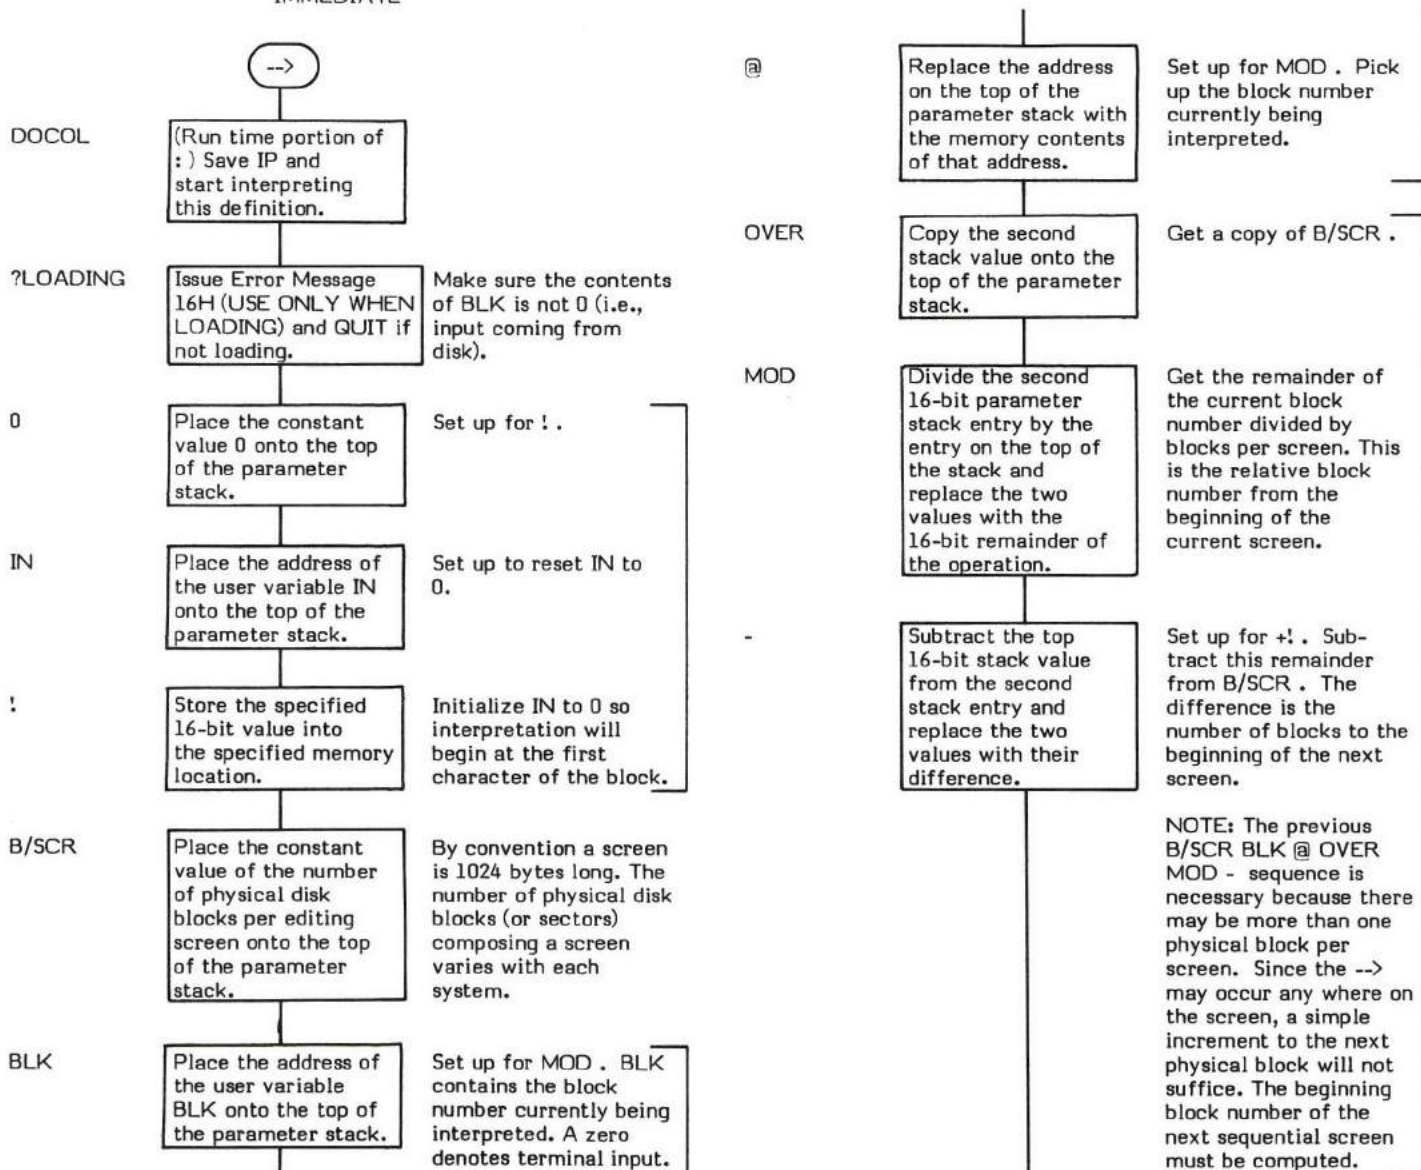 IMMEDIATE
-->
DOCOL
(Run time portion of
: ) Save IP and
start interpreting
this definition.
?LOADING
Issue Error Message
16H (USE ONLY WHEN
LOADING) and QUIT if
not loading.
Make sure the contents
of BLK is not 0 (i.e.,
input coming from
disk).
0
Place the constant
value 0 onto the top
of the parameter
stack.
Set up for ! .
IN
Place the address of
the user variable IN
onto the top of the
parameter stack.
Set up to reset IN to
0.
!
Store the specified
16-bit value into
the specified memory
location.
Initialize IN to 0 so
interpretation will
begin at the first
character of the block.
B/SCR
Place the constant
value of the number
of physical disk
blocks per editing
screen onto the top
of the parameter
stack.
By convention a screen
is 1024 bytes long. The
number of physical disk
blocks (or sectors)
composing a screen
varies with each
system.
BLK
Place the address of
the user variable
BLK onto the top of
the parameter stack.
Set up for MOD . BLK
contains the block
number currently being
interpreted. A zero
denotes terminal input.
@
Replace the address
on the top of the
parameter stack with
the memory contents
of that address.
Set up for MOD . Pick
up the block number
currently being
interpreted.
OVER
Copy the second
stack value onto the
top of the parameter
stack.
Get a copy of B/SCR .
MOD
Divide the second
16-bit parameter
stack entry by the
entry on the top of
the stack and
replace the two
values with the
16-bit remainder of
the operation.
Get the remainder of
the current block
number divided by
blocks per screen. This
is the relative block
number from the
beginning of the
current screen.
-
Subtract the top
16-bit stack value
from the second
stack entry and
replace the two
values with their
difference.
Set up for +! . Sub-
tract this remainder
from B/SCR . The
difference is the
number of blocks to the
beginning of the next
screen.
NOTE: The previous
B/SCR BLK @ OVER
MOD - sequence is
necessary because there
may be more than one
physical block per
screen. Since the -->
may occur any where on
the screen, a simple
increment to the next
physical block will not
suffice. The beginning
block number of the
next sequential screen
must be computed.